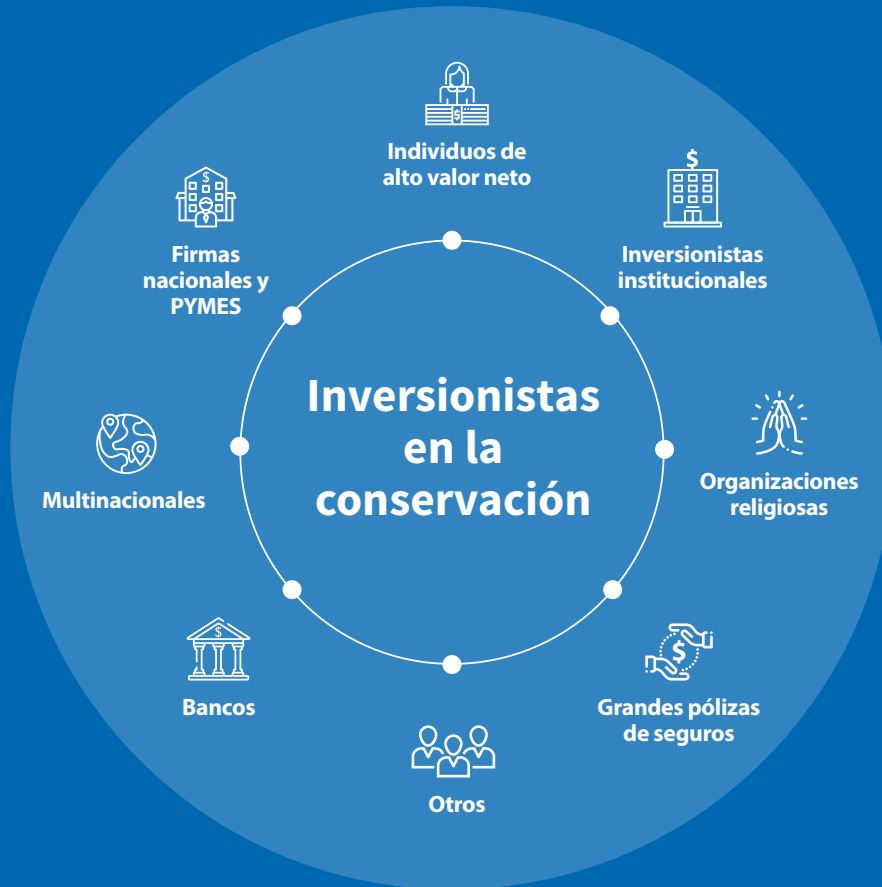 Inversionistas
en la
conservación
Individuos de
alto valor neto
Inversionistas
institucionales
Organizaciones
religiosas
Grandes pólizas
de seguros
Otros
Bancos
Multinacionales
Firmas
nacionales y
PYMES
$
$
$
$
$